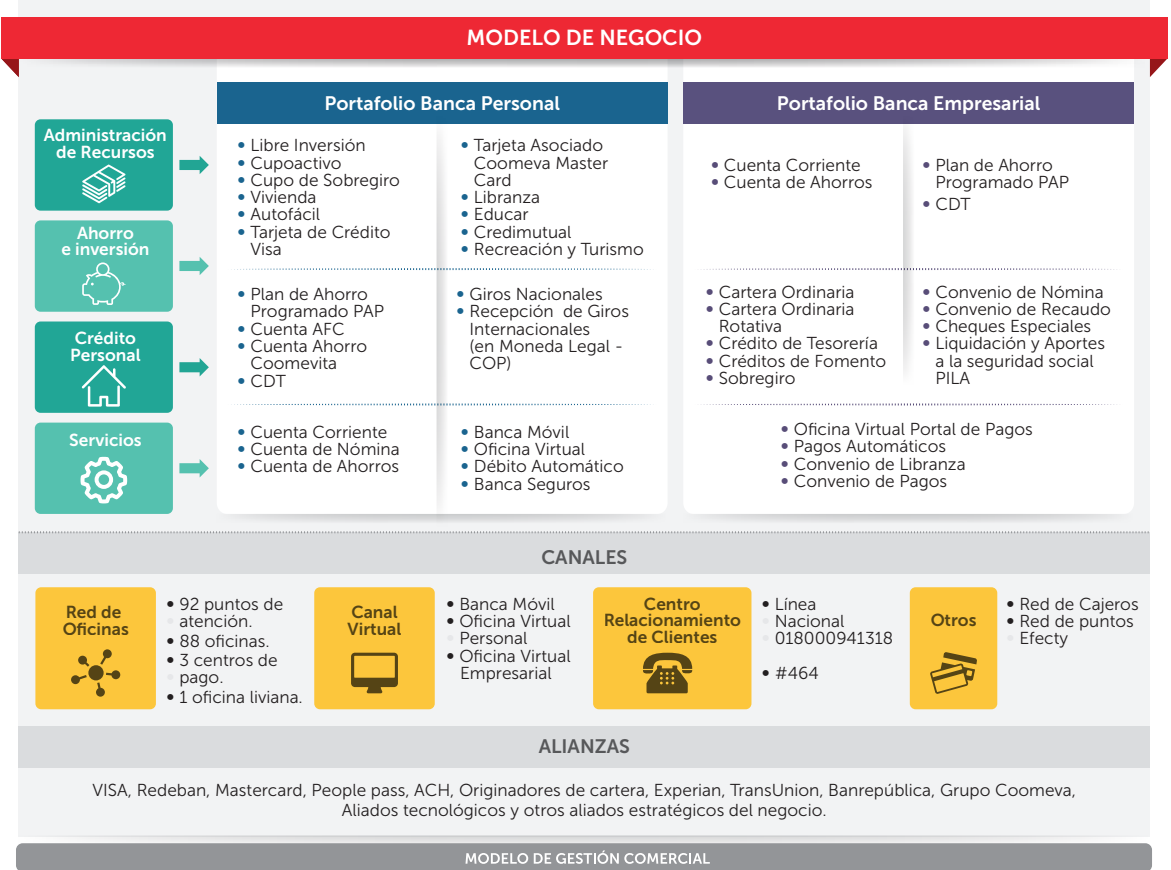 MODELO DE NEGOCIO
Portafolio Banca Personal
Portafolio Banca Empresarial
Administración
de Recursos
Ahorro
e inversión
Crédito
Personal
Servicios
• Libre Inversión
• Cupoactivo
• Cupo de Sobregiro
• Vivienda
• Autofácil
• Tarjeta de Crédito
Visa
• Tarjeta Asociado
Coomeva Master
Card
• Libranza
• Educar
• Credimutual
• Recreación y Turismo
• Plan de Ahorro
Programado PAP
• Cuenta AFC
• Cuenta Ahorro
Coomevita
• CDT
• Giros Nacionales
• Recepción de Giros
Internacionales
(en Moneda Legal -
COP)
• Cuenta Corriente
• Cuenta de Nómina
• Cuenta de Ahorros
• Banca Móvil
• Oficina Virtual
• Débito Automático
• Banca Seguros
• Cuenta Corriente
• Cuenta de Ahorros
• Plan de Ahorro
Programado PAP
• CDT
• Cartera Ordinaria
• Cartera Ordinaria
Rotativa
• Crédito de Tesorería
• Créditos de Fomento
• Sobregiro
• Convenio de Nómina
• Convenio de Recaudo
• Cheques Especiales
• Liquidación y Aportes
a la seguridad social
PILA
• Oficina Virtual Portal de Pagos
• Pagos Automáticos
• Convenio de Libranza
• Convenio de Pagos
CANALES
Red de
Oficinas
• 92 puntos de
atención.
• 88 oficinas.
• 3 centros de
pago.
• 1 oficina liviana.
Canal
Virtual
• Banca Móvil
• Oficina Virtual
Personal
• Oficina Virtual
Empresarial
Centro
Relacionamiento
de Clientes
• Línea
Nacional
018000941318
• #464
Otros
• Red de Cajeros
• Red de puntos
Efecty
ALIANZAS
VISA, Redeban, Mastercard, People pass, ACH, Originadores de cartera, Experian, TransUnion, Banrepública, Grupo Coomeva,
Aliados tecnológicos y otros aliados estratégicos del negocio.
MODELO DE GESTIÓN COMERCIAL